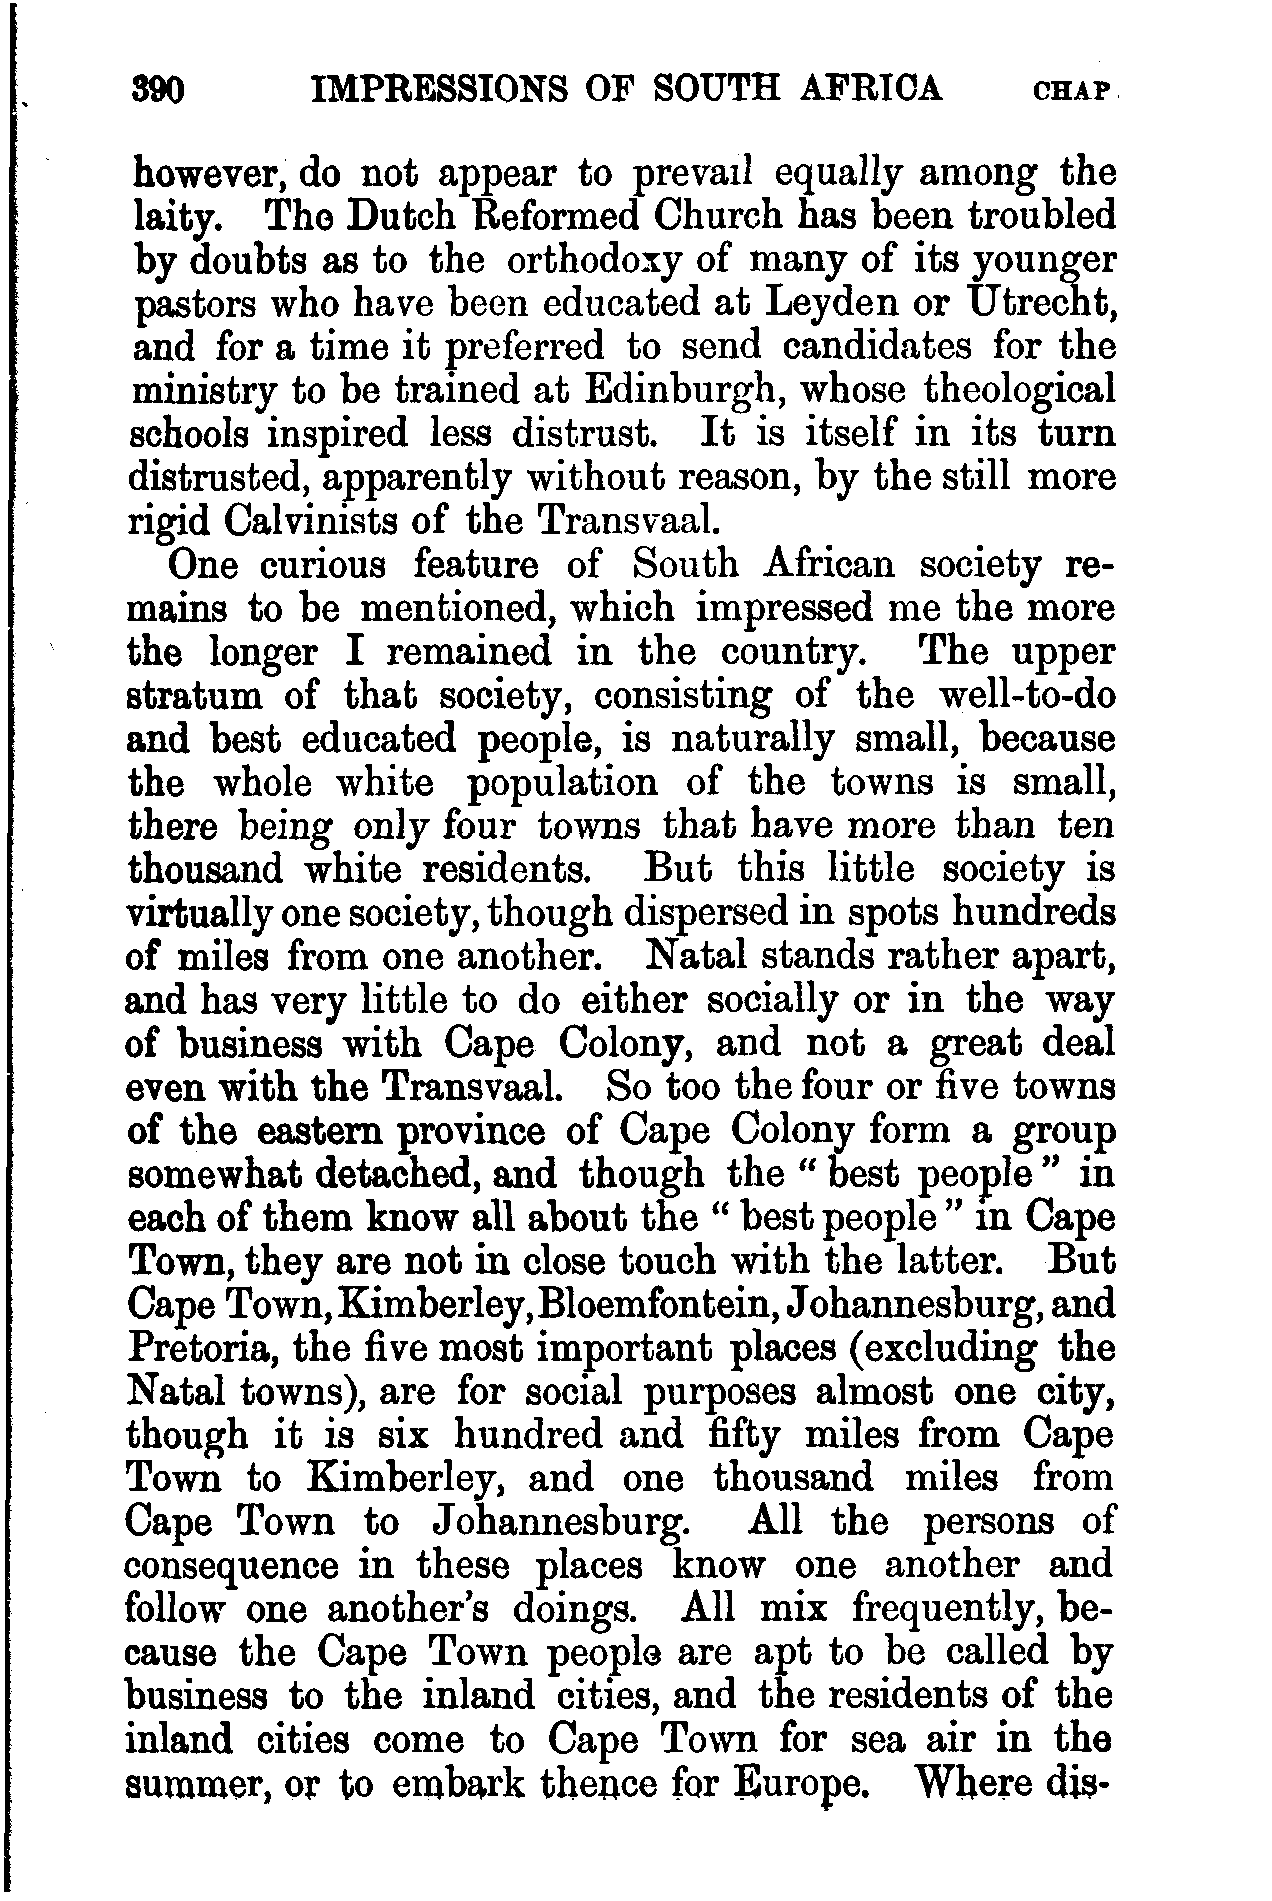 390 IMPRESSIONS OF SOUTH AFRICA CHAP.
however, do not appear to prevail equally among the
laity. The Dutch Reformed Church has been troubled
by doubts as to the orthodoxy of many of its younger
pastors who have been educated at Leyden or Utrecht,
and for a time it preferred to send candidates for the
ministry to be trained at Edinburgh, whose theological
schools inspired less distrust. It is itself in its turn
distrusted, apparently without reason, by the still more
rigid Calvinists of the Transvaal.
One curious feature of South African society re-
mains to be mentioned, which impressed me the more
the longer I remained in the country. The upper
stratum of that society, consisting of the well-to-do
and best educated people, is naturally small, because
the whole white population of the towns is small,
there being only four towns that have more than ten
thousand white residents. But this little society is
virtually one society, though dispersed in spots hundreds
of miles from one another. Natal stands rather apart,
and has very little to do either socially or in the way
of business with Cape Colony, and not a great deal
even with the Transvaal. So too the four or five towns
of the eastern province of Cape Colony form a group
somewhat detached, and though the "best people" in
each of them know all about the "best people" in Cape
Town, they are not in close touch with the latter. But
Cape Town, Kimberley, Bloemfontein, Johannesburg, and
Pretoria, the five most important places (excluding the
Natal towns), are for social purposes almost one city,
though it is six hundred and fifty miles from Cape
Town to Kimberley, and one thousand miles from
Cape Town to Johannesburg. All the persons of
consequence in these places know one another and
follow one another's doings. All mix frequently, be-
cause the Cape Town people are apt to be called by
business to the inland cities, and the residents of the
inland cities come to Cape Town for sea air in the
summer, or to embark thence for Europe. Where dis-